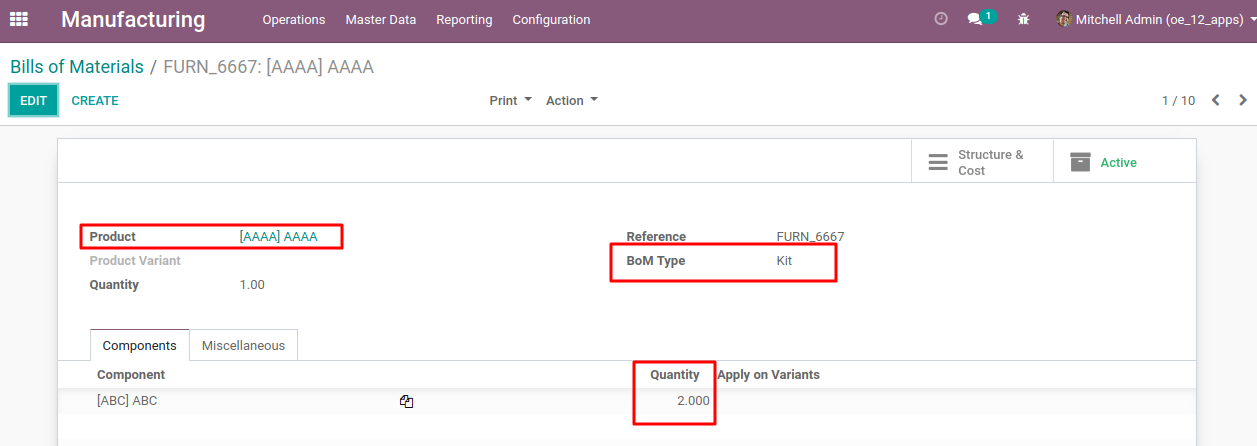 Manufacturing Operations Master Data Reporting Configuration 1 Mitchell Admin (oe_12_apps)
Bills of Materials / FURN_6667: [AAAA] AAAA
EDIT CREATE Print Action 1 / 10
Structure &
Cost
Active
Product [AAAA] AAAA Reference FURN_6667
Product Variant BoM Type Kit
Quantity 1.00
Components Miscellaneous
Component Quantity Apply on Variants
[ABC] ABC 2.000